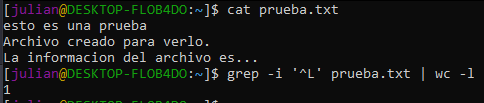 [julian@DESKTOP-FLOB4DO:~]$ cat prueba.txt
esto es una prueba
Archivo creado para verlo.
La informacion del archivo es...
[julian@DESKTOP-FLOB4DO:~]$ grep -i '^L' prueba.txt | wc -l
1